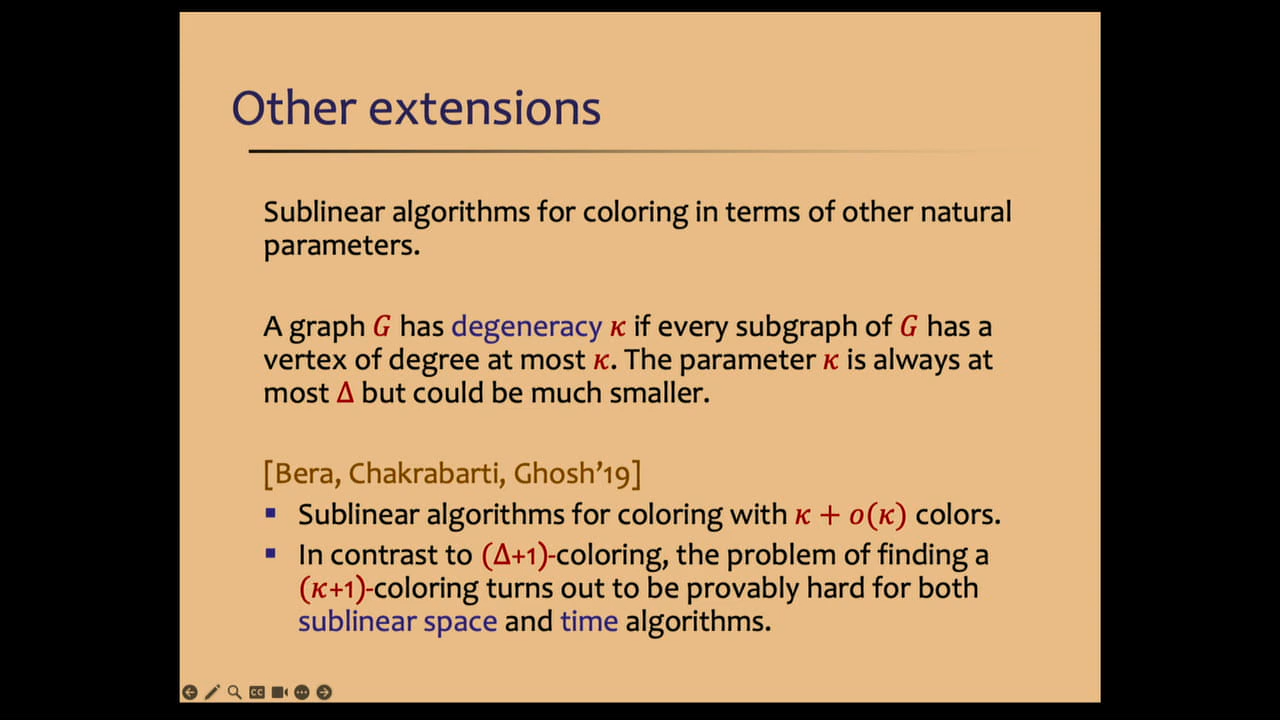 Other extensions
Sublinear algorithms for coloring in terms of other natural
parameters.
A graph G has degeneracy κ if every subgraph of G has a
vertex of degree at most κ. The parameter κ is always at
most Δ but could be much smaller.
[Bera, Chakrabarti, Ghosh’19]
▪ Sublinear algorithms for coloring with κ + o(κ) colors.
▪ In contrast to (Δ+1)-coloring, the problem of finding a
(κ+1)-coloring turns out to be provably hard for both
sublinear space and time algorithms.
CC